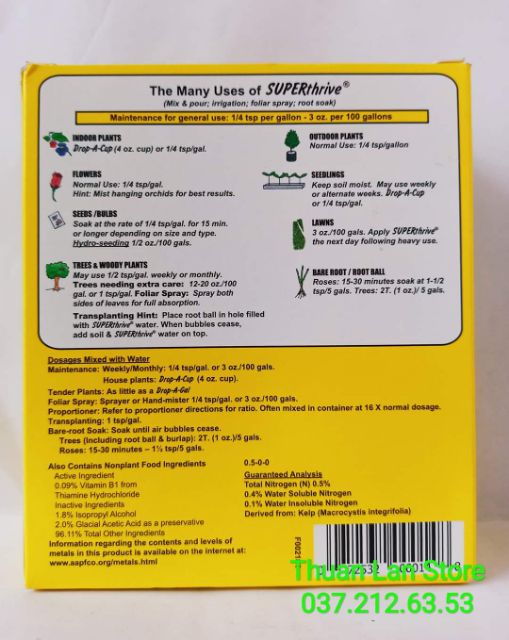 The Many Uses of SUPERthrive®
(Mix & pour; irrigation; foliar spray; root soak)
Maintenance for general use: 1/4 tsp per gallon - 3 oz. per 100 gallons
INDOOR PLANTS
Drop-A-Cup (4 oz. cup) or 1/4 tsp/gal.
FLOWERS
Normal Use: 1/4 tsp/gal.
Hint: Mist hanging orchids for best results.
SEEDS /BULBS
Soak at the rate of 1/4 tsp/gal. for 15 min.
or longer depending on size and type.
Hydro-seeding 1/2 oz./100 gals.
TREES & WOODY PLANTS
May use 1/2 tsp/gal. weekly or monthly.
Trees needing extra care: 12-20 oz./100
gal. or 1 tsp/gal. Foliar Spray: Spray both
sides of leaves for full absorption.
Transplanting Hint: Place root ball in hole filled
with SUPERthrive® water. When bubbles cease,
add soil & SUPERthrive® water on top.
OUTDOOR PLANTS
Normal Use: 1/4 tsp/gallon
SEEDLINGS
Keep soil moist. May use weekly
or alternate weeks. Drop-A-Cup
or 1/4 tsp/gal.
LAWNS
3 oz./100 gals. Apply SUPERthrive®
the next day following heavy use.
BARE ROOT / ROOT BALL
Roses: 15-30 minutes soak at 1-1/2
tsp/5 gals. Trees: 2T. (1 oz.)/ 5 gals.
Dosages Mixed with Water
Maintenance: Weekly/Monthly: 1/4 tsp/gal. or 3 oz./100 gals.
House plants: Drop-A-Cup (4 oz. cup).
Tender Plants: As little as a Drop-A-Gal
Foliar Spray: Sprayer or Hand-mister 1/4 tsp/gal. or 3 oz./100 gals.
Proportioner: Refer to proportioner directions for ratio. Often mixed in container at 16 X normal dosage.
Transplanting: 1 tsp/gal.
Bare-root Soak: Soak until air bubbles cease.
Trees (Including root ball & burlap): 2T. (1 oz.)/5 gals.
Roses: 15-30 minutes – 1½ tsp/5 gals.
Also Contains Nonplant Food Ingredients
Active Ingredient
0.09% Vitamin B1 from
Thiamine Hydrochloride
Inactive Ingredients
1.8% Isopropyl Alcohol
2.0% Glacial Acetic Acid as a preservative
96.11% Total Other Ingredients
Information regarding the contents and levels of
metals in this product is available on the internet at:
www.aapfco.org/metals.html
0.5-0-0
Guaranteed Analysis
Total Nitrogen (N) 0.5%
0.4% Water Soluble Nitrogen
0.1% Water Insoluble Nitrogen
Derived from: Kelp (Macrocystis integrifolia)
Thuan Lan Store
037.212.63.53